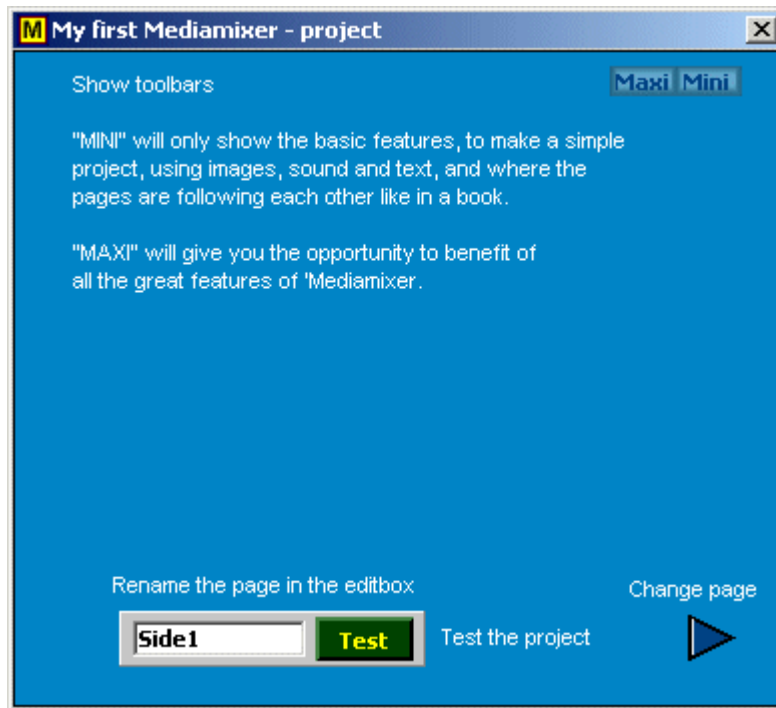 M My first Mediamixer - project
Show toolbars
Maxi Mini
"MINI" will only show the basic features, to make a simple
project, using images, sound and text, and where the
pages are following each other like in a book.
"MAXI" will give you the opportunity to benefit of
all the great features of 'Mediamixer.
Rename the page in the editbox
Change page
Side1
Test
Test the project